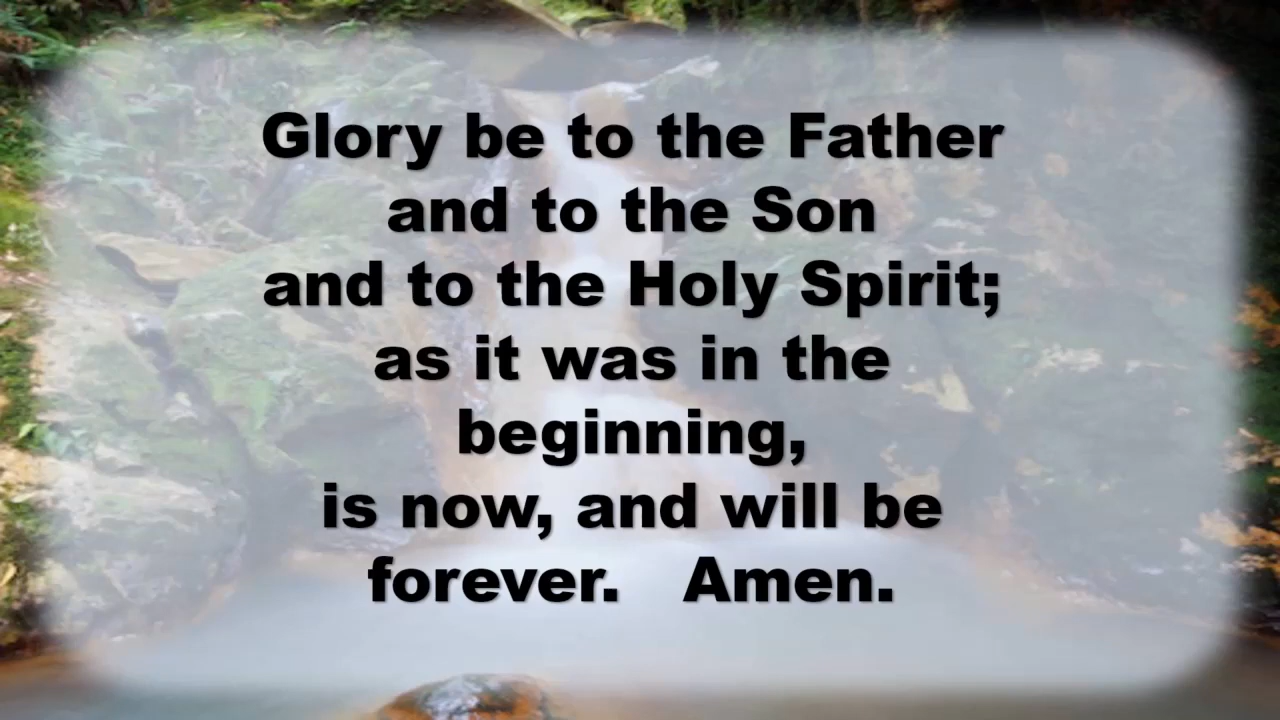 Glory be to the Father
and to the Son
and to the Holy Spirit;
as it was in the
beginning,
is now, and will be
forever. Amen.